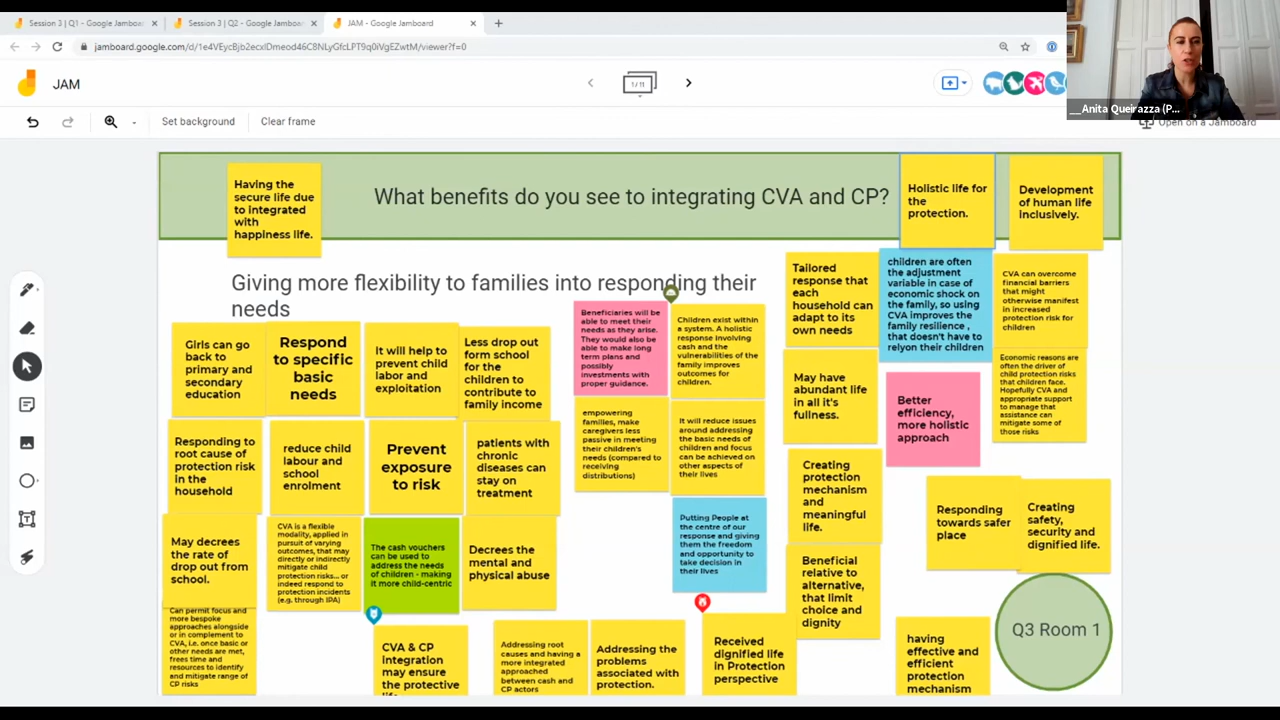 Session 3 | Q1 - Google Jamboar
Session 3 | Q2 - Google Jamboar
JAM - Google Jamboard
jamboard.google.com/d/1e4VEycBjb2ecxIDmeod46C8NLyGfcLPT9q0iVgEZwtM/viewer?f=0
__Anita Queirazza (P...
JAM
1 / 11
Open on a Jamboard
Set background
Clear frame
What benefits do you see to integrating CVA and CP?
Having the
secure life due
to integrated
with
happiness life.
Holistic life for
the
protection.
Development
of human life
inclusively.
Giving more flexibility to families into responding their
needs
Girls can go
back to
primary and
secondary
education
Respond
to specific
basic
needs
It will help to
prevent child
labor and
exploitation
Less drop out
form school
for the
children to
contribute to
family income
Beneficiaries will be
able to meet their
needs as they arise.
They would also be
able to make long
term plans and
possibly
investments with
proper guidance.
Children exist within
a system. A holistic
response involving
cash and the
vulnerabilities of the
family improves
outcomes for
children.
Tailored
response that
each
household can
adapt to its
own needs
children are often
the adjustment
variable in case of
economic shock on
the family, so using
CVA improves the
family resilience ,
that doesn't have to
relyon their children
CVA can overcome
financial barriers
that might
otherwise manifest
in increased
protection risk for
children
Responding to
root cause of
protection risk
in the
household
reduce child
labour and
school
enrolment
Prevent
exposure
to risk
patients with
chronic
diseases can
stay on
treatment
empowering
families, make
caregivers less
passive in meeting
their children's
needs (compared to
receiving
distributions)
It will reduce issues
around addressing
the basic needs of
children and focus
can be achieved on
other aspects of
their lives
May have
abundant life
in all it's
fullness.
Better
efficiency,
more holistic
approach
Economic reasons are
often the driver of
child protection risks
that children face.
Hopefully CVA and
appropriate support
to manage that
assistance can
mitigate some of
those risks
May decrees
the rate of
drop out from
school.
CVA is a flexible
modality, applied in
pursuit of varying
outcomes, that may
directly or indirectly
mitigate child
protection risks... or
indeed respond to
protection incidents
(e.g. through IPA)
The cash vouchers
can be used to
address the needs
of children - making
it more child-centric
Decrees the
mental and
physical abuse
Putting People at
the centre of our
response and giving
them the freedom
and opportunity to
take decision in
their lives
Creating
protection
mechanism
and
meaningful
life.
Responding
towards safer
place
Creating
safety,
security and
dignified life.
Can permit focus and
more bespoke
approaches alongside
or in complement to
CVA, i.e. once basic or
other needs are met,
frees time and
resources to identify
and mitigate range of
CP risks
CVA & CP
integration
may ensure
the protective
Addressing root
causes and having a
more integrated
approached
between cash and
CP actors
Addressing the
problems
associated with
protection.
Received
dignified life
in Protection
perspective
Beneficial
relative to
alternative,
that limit
choice and
dignity
having
effective and
efficient
protection
mechanism
Q3 Room 1